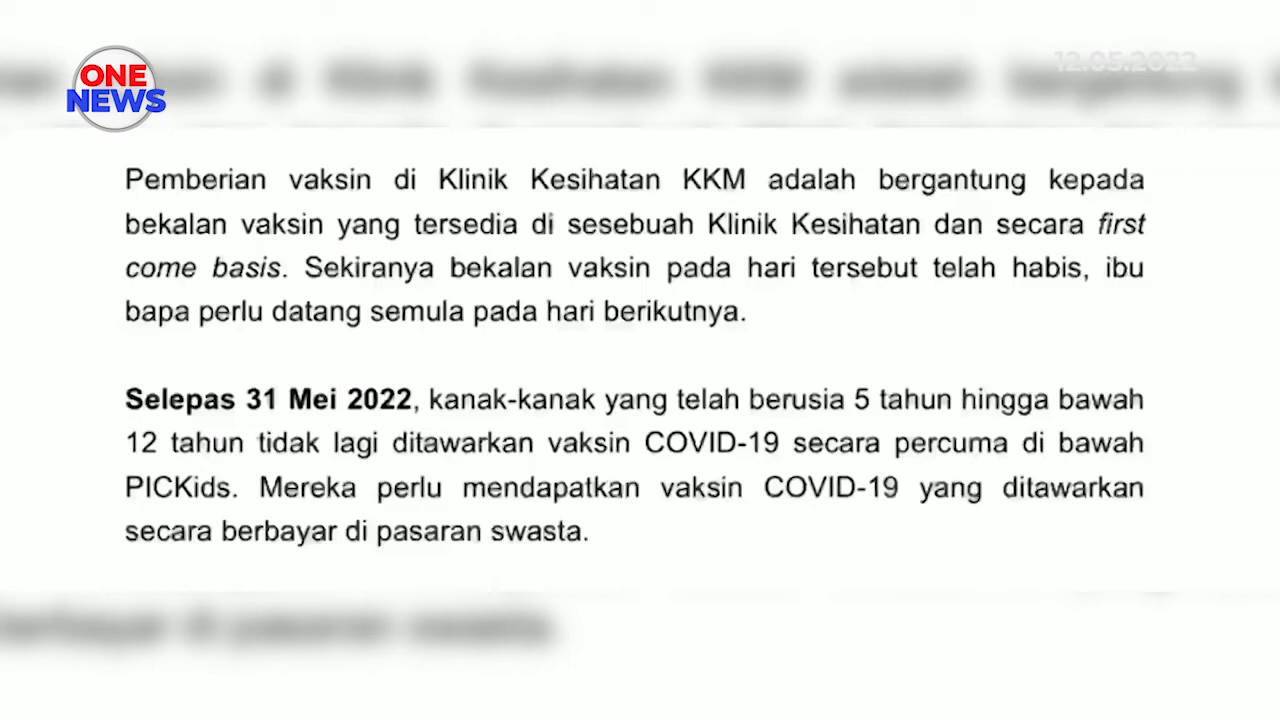 ONE
NEWS
12.05.2022
Pemberian vaksin di Klinik Kesihatan KKM adalah bergantung kepada
bekalan vaksin yang tersedia di sesebuah Klinik Kesihatan dan secara first
come basis. Sekiranya bekalan vaksin pada hari tersebut telah habis, ibu
bapa perlu datang semula pada hari berikutnya.
Selepas 31 Mei 2022, kanak-kanak yang telah berusia 5 tahun hingga bawah
12 tahun tidak lagi ditawarkan vaksin COVID-19 secara percuma di bawah
PICKids. Mereka perlu mendapatkan vaksin COVID-19 yang ditawarkan
secara berbayar di pasaran swasta.